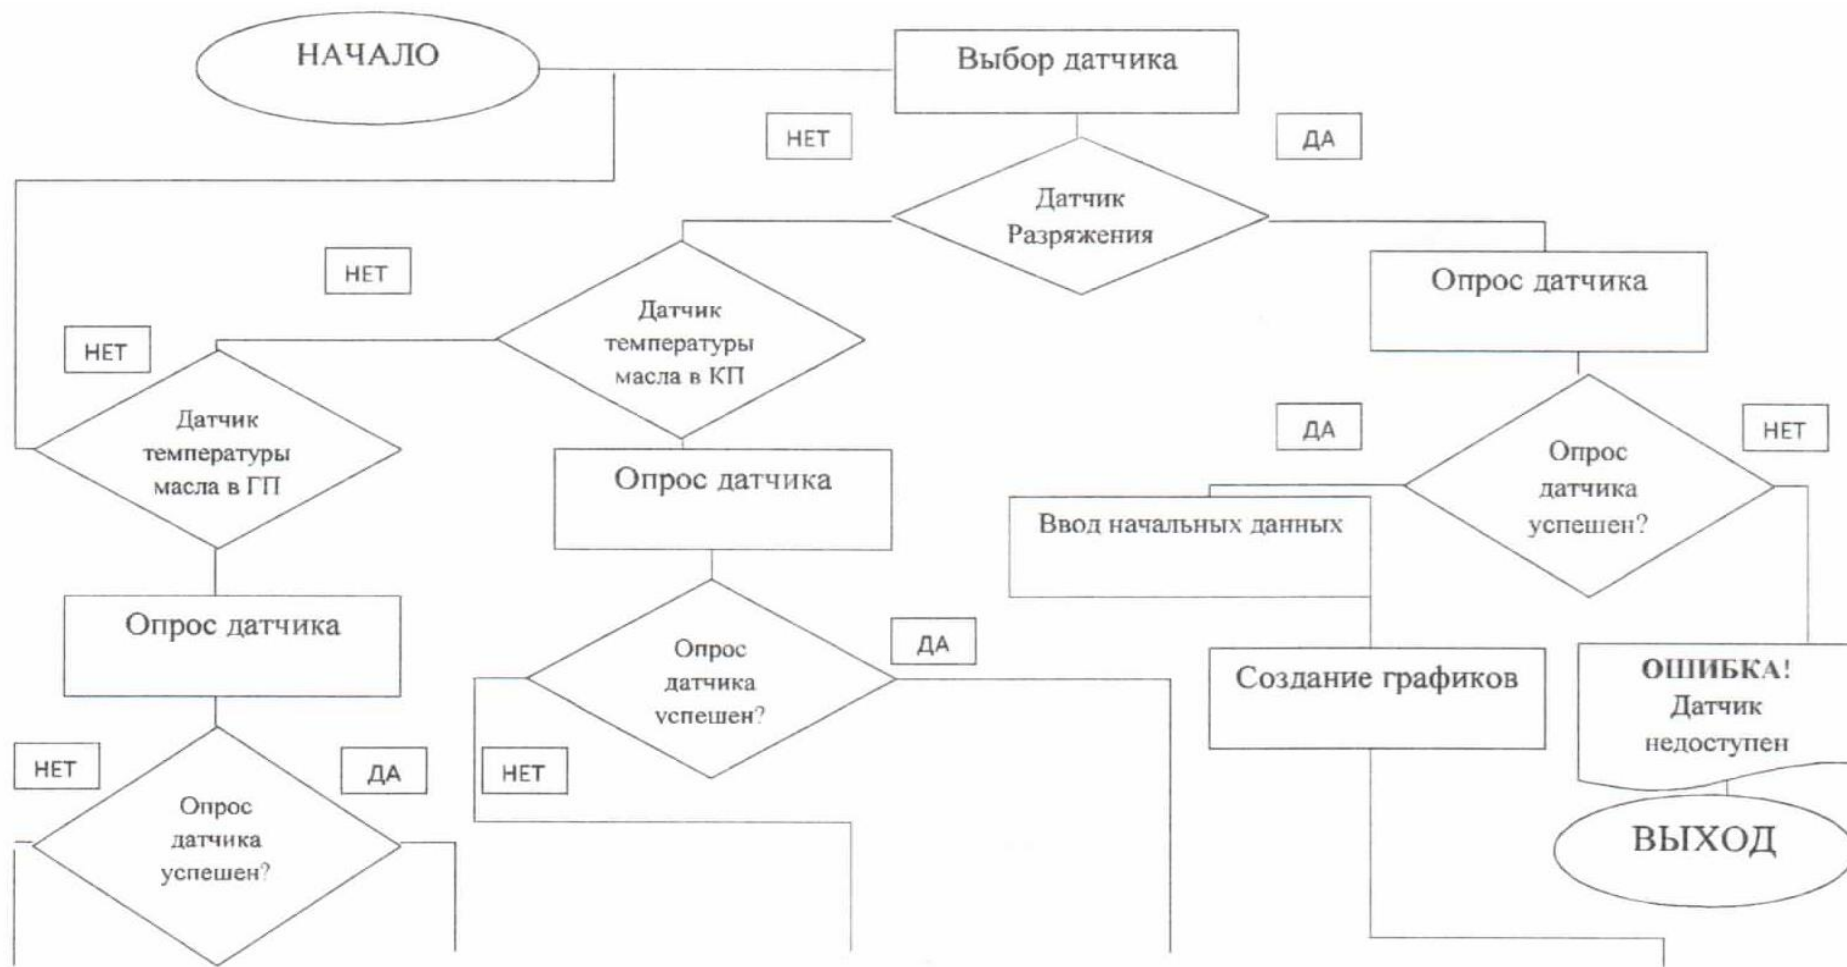 НАЧАЛО
Выбор датчика
НЕТ
ДА
Датчик
Разряжения
НЕТ
Опрос датчика
Датчик
температуры
масла в КП
НЕТ
Датчик
температуры
масла в ГП
ДА
НЕТ
Опрос
датчика
успешен?
Опрос датчика
Ввод начальных данных
Опрос датчика
Опрос
датчика
успешен?
ДА
НЕТ
Создание графиков
ОШИБКА!
Датчик
недоступен
НЕТ
ДА
Опрос
датчика
успешен?
ВЫХОД